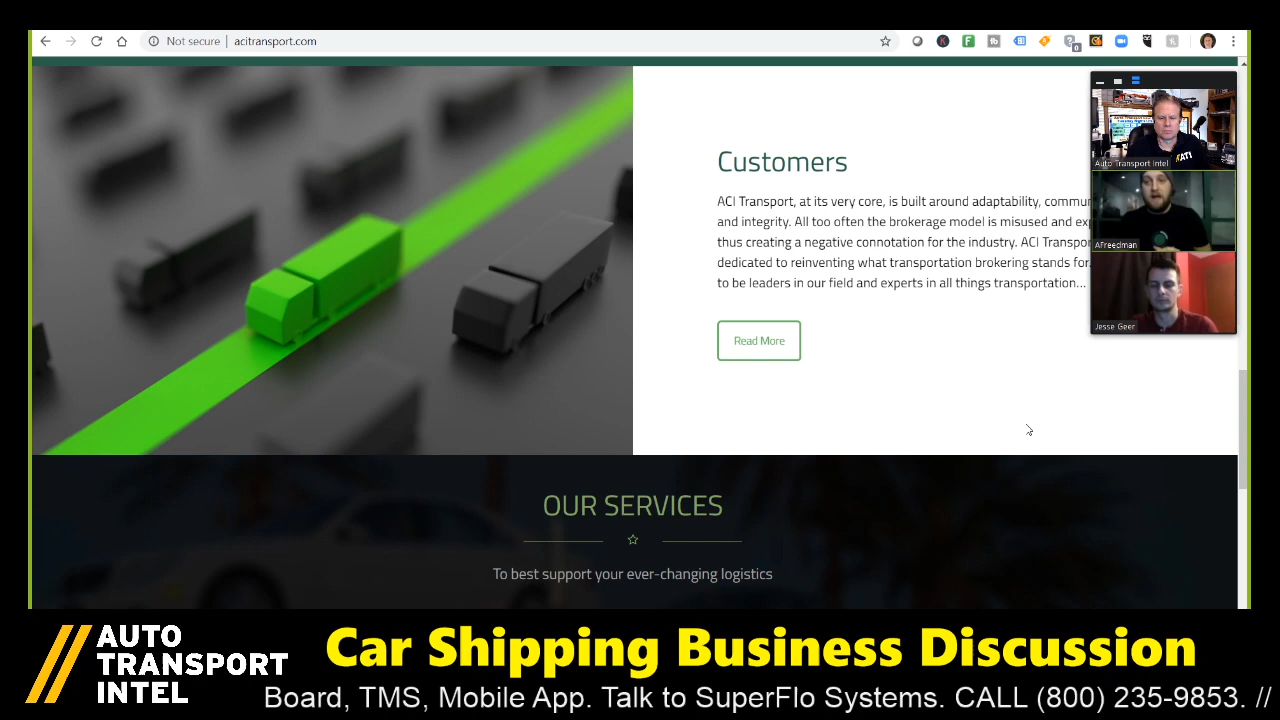 Not secure | acitransport.com
Auto Transport Intel
AFreedman
Jesse Geer
Customers
ACI Transport, at its very core, is built around adaptability, commun
and integrity. All too often the brokerage model is misused and exp
thus creating a negative connotation for the industry. ACI Transpor
dedicated to reinventing what transportation brokering stands for.
to be leaders in our field and experts in all things transportation...
Read More
OUR SERVICES
To best support your ever-changing logistics
AUTO
TRANSPORT
INTEL
Car Shipping Business Discussion
Board, TMS, Mobile App. Talk to SuperFlo Systems. CALL (800) 235-9853. //